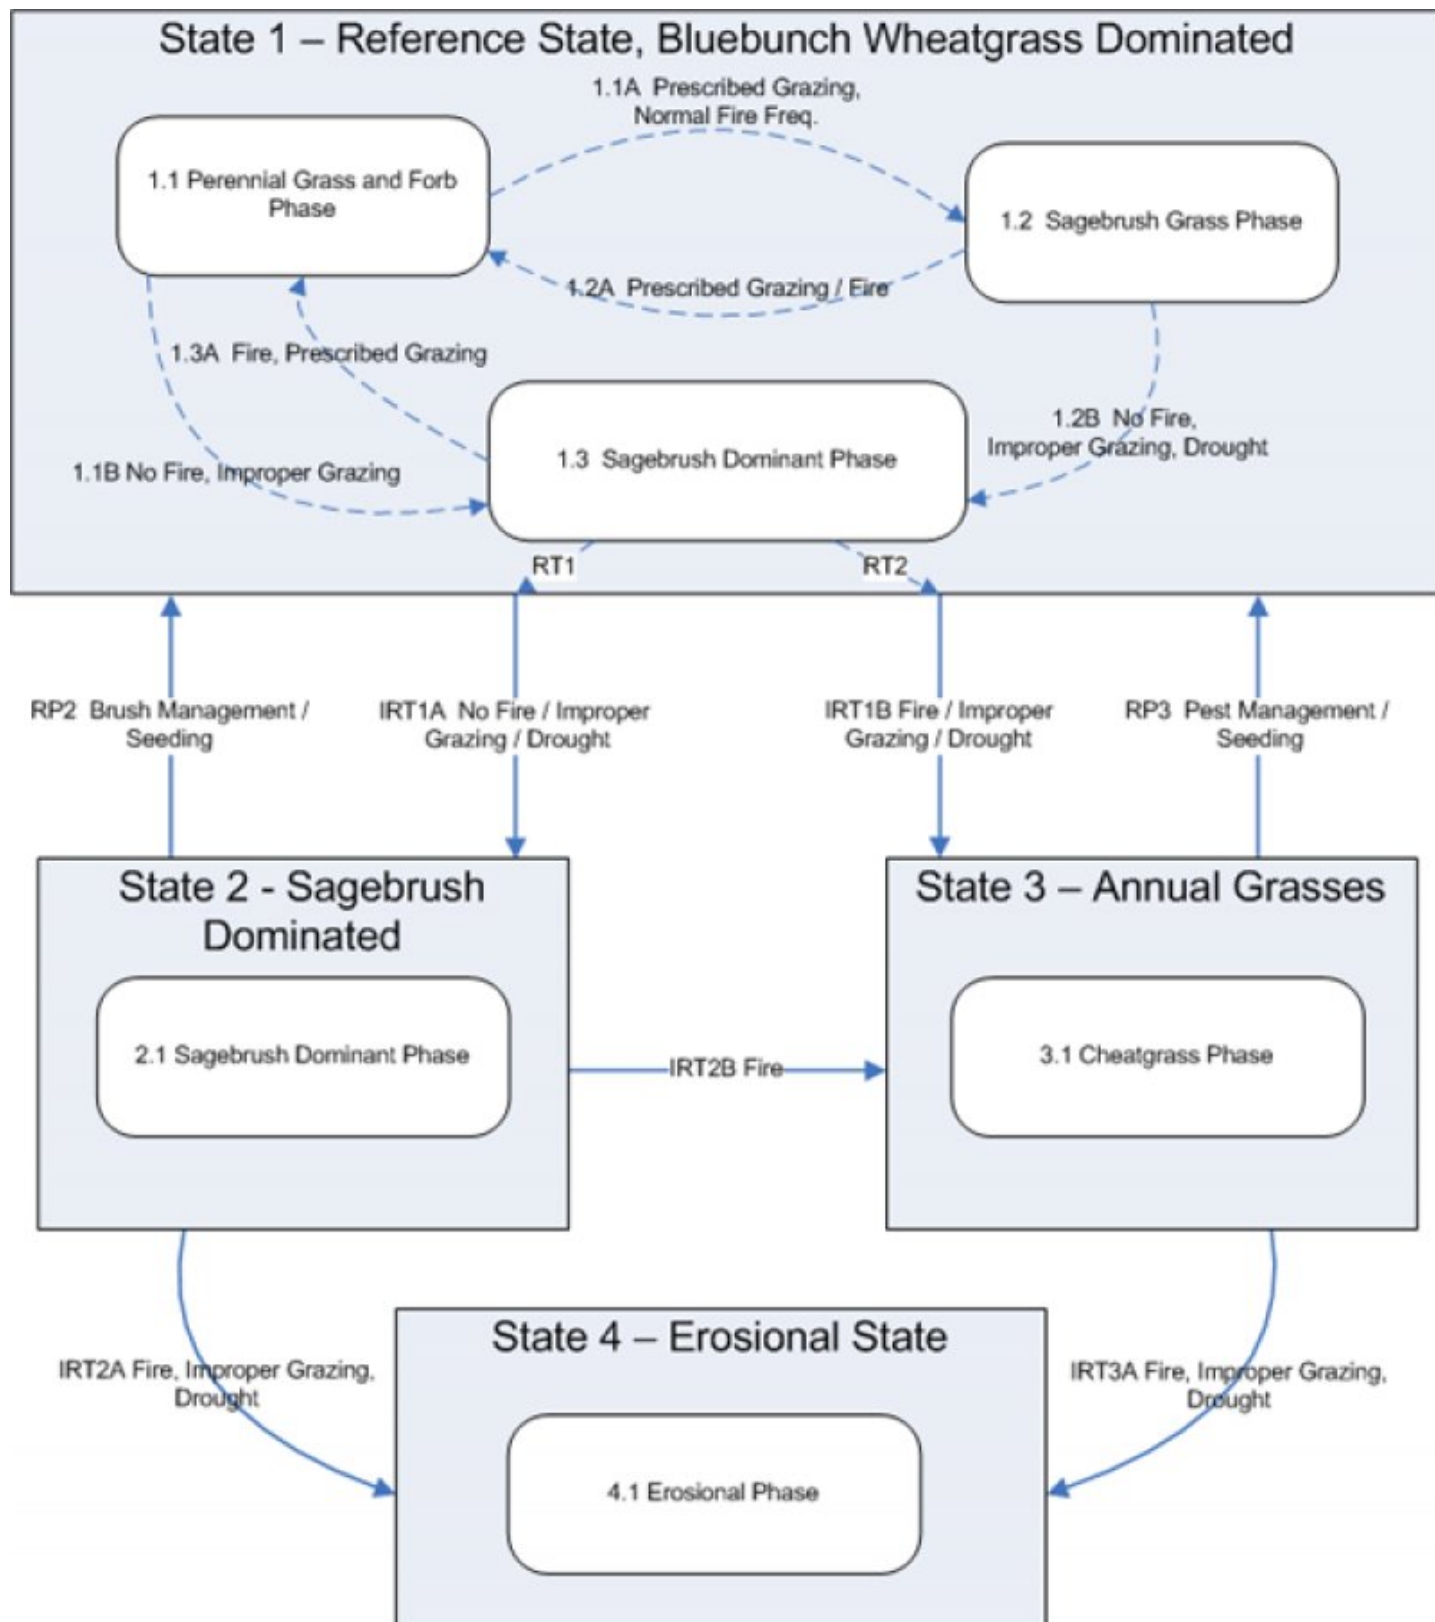 State 1 – Reference State, Bluebunch Wheatgrass Dominated
1.1A Prescribed Grazing,
Normal Fire Freq.
1.1 Perennial Grass and Forb
Phase
1.2 Sagebrush Grass Phase
1.2A Prescribed Grazing / Fire
1.3A Fire, Prescribed Grazing
1.3 Sagebrush Dominant Phase
1.2B No Fire,
Improper Grazing, Drought
1.1B No Fire, Improper Grazing
RT1
RT2
RP2 Brush Management /
Seeding
IRT1A No Fire / Improper
Grazing / Drought
IRT1B Fire / Improper
Grazing / Drought
RP3 Pest Management /
Seeding
State 2 - Sagebrush
Dominated
2.1 Sagebrush Dominant Phase
IRT2B Fire
State 3 – Annual Grasses
3.1 Cheatgrass Phase
IRT2A Fire, Improper Grazing,
Drought
State 4 – Erosional State
4.1 Erosional Phase
IRT3A Fire, Improper Grazing,
Drought